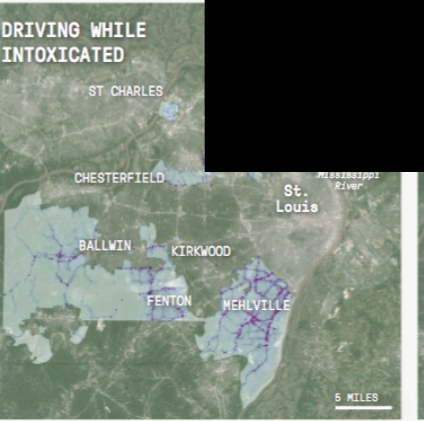 DRIVING WHILE
INTOXICATED
ST CHARLES
CHESTERFIELD
Mississippi
River
St.
Louis
BALLWIN
KIRKWOOD
FENTON
MEHLVILLE
5 MILES